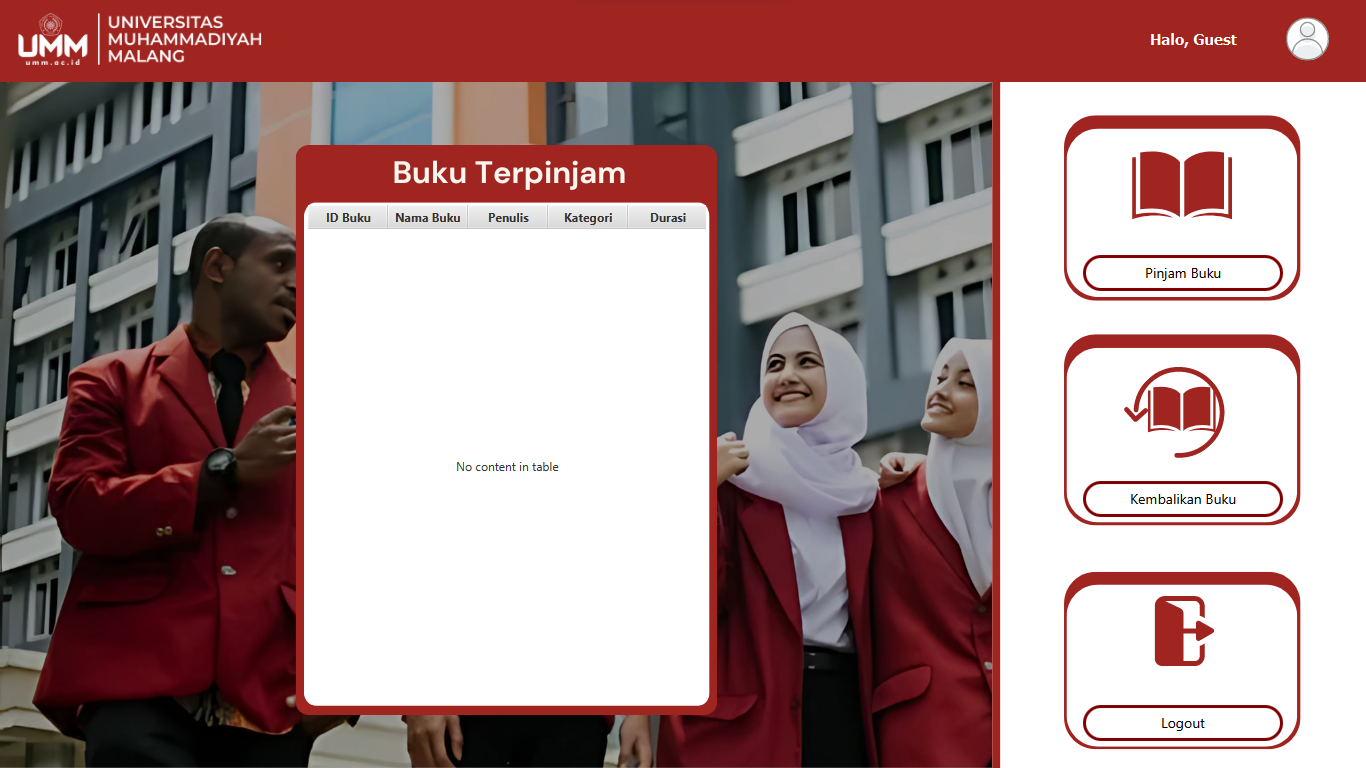 UMM
umm.ac.id
UNIVERSITAS
MUHAMMADIYAH
MALANG
Halo, Guest
Buku Terpinjam
ID Buku Nama Buku Penulis Kategori Durasi
No content in table
Pinjam Buku
Kembalikan Buku
Logout